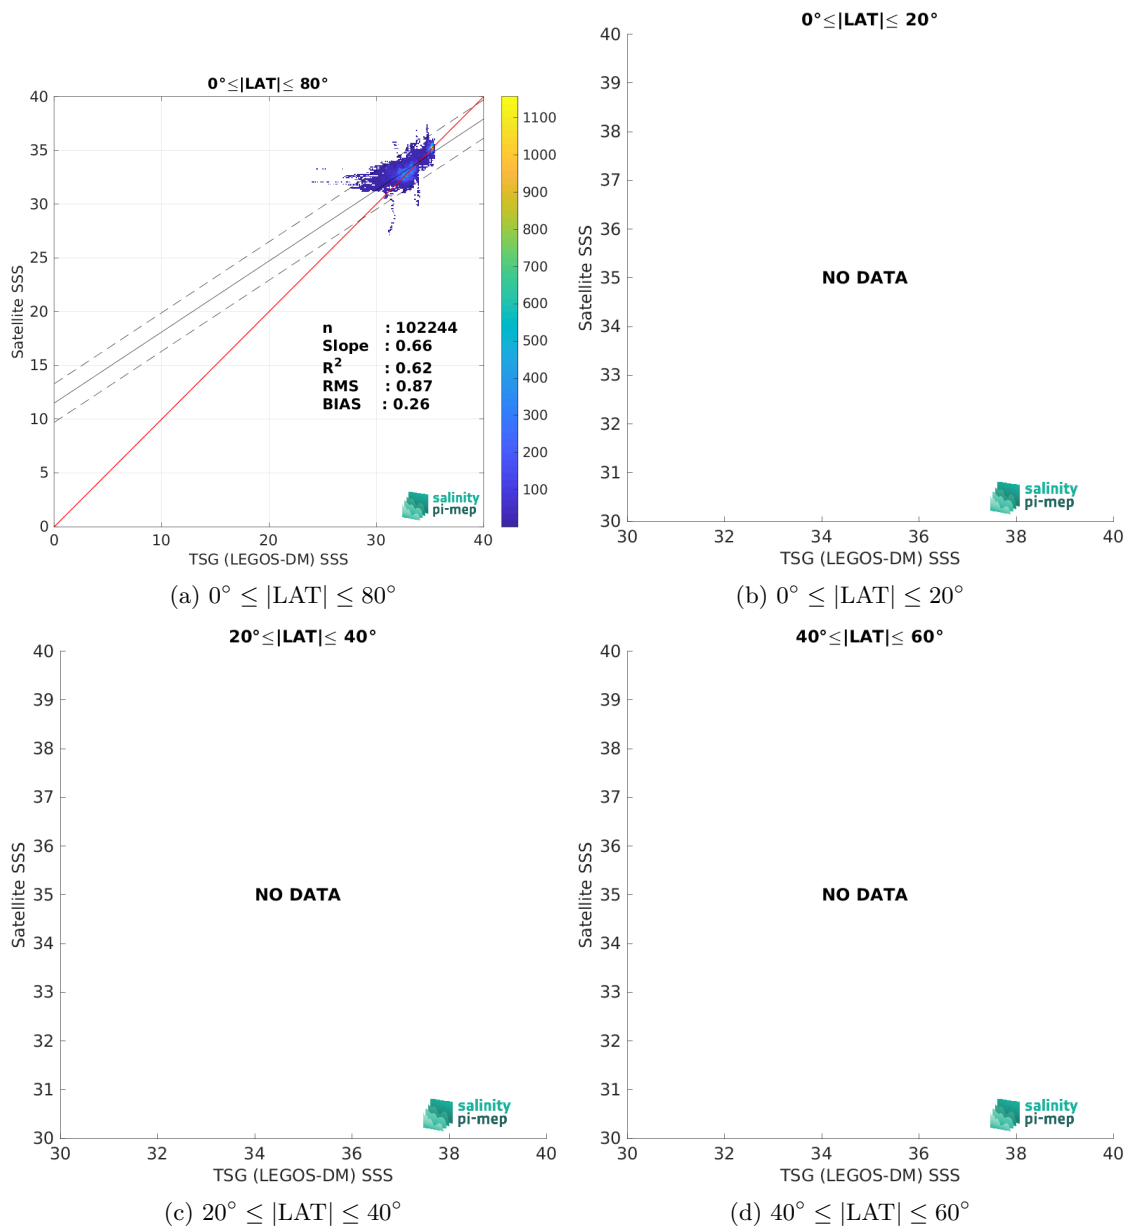 0°≤|LAT|≤ 80°
40
35
30
25
20
15
10
5
0
0
10
20
30
40
Satellite SSS
TSG (LEGOS-DM) SSS
n : 102244
Slope : 0.66
R² : 0.62
RMS : 0.87
BIAS : 0.26
salinity
pi-mep
1100
1000
900
800
700
600
500
400
300
200
100
(a) 0° ≤ |LAT| ≤ 80°
0°≤|LAT|≤ 20°
40
39
38
37
36
35
34
33
32
31
30
30
32
34
36
38
40
Satellite SSS
NO DATA
salinity
pi-mep
TSG (LEGOS-DM) SSS
(b) 0° ≤ |LAT| ≤ 20°
20°≤|LAT|≤ 40°
40
39
38
37
36
35
34
33
32
31
30
30
32
34
36
38
40
Satellite SSS
NO DATA
salinity
pi-mep
TSG (LEGOS-DM) SSS
(c) 20° ≤ |LAT| ≤ 40°
40°≤|LAT|≤ 60°
40
39
38
37
36
35
34
33
32
31
30
30
32
34
36
38
40
Satellite SSS
NO DATA
salinity
pi-mep
TSG (LEGOS-DM) SSS
(d) 40° ≤ |LAT| ≤ 60°